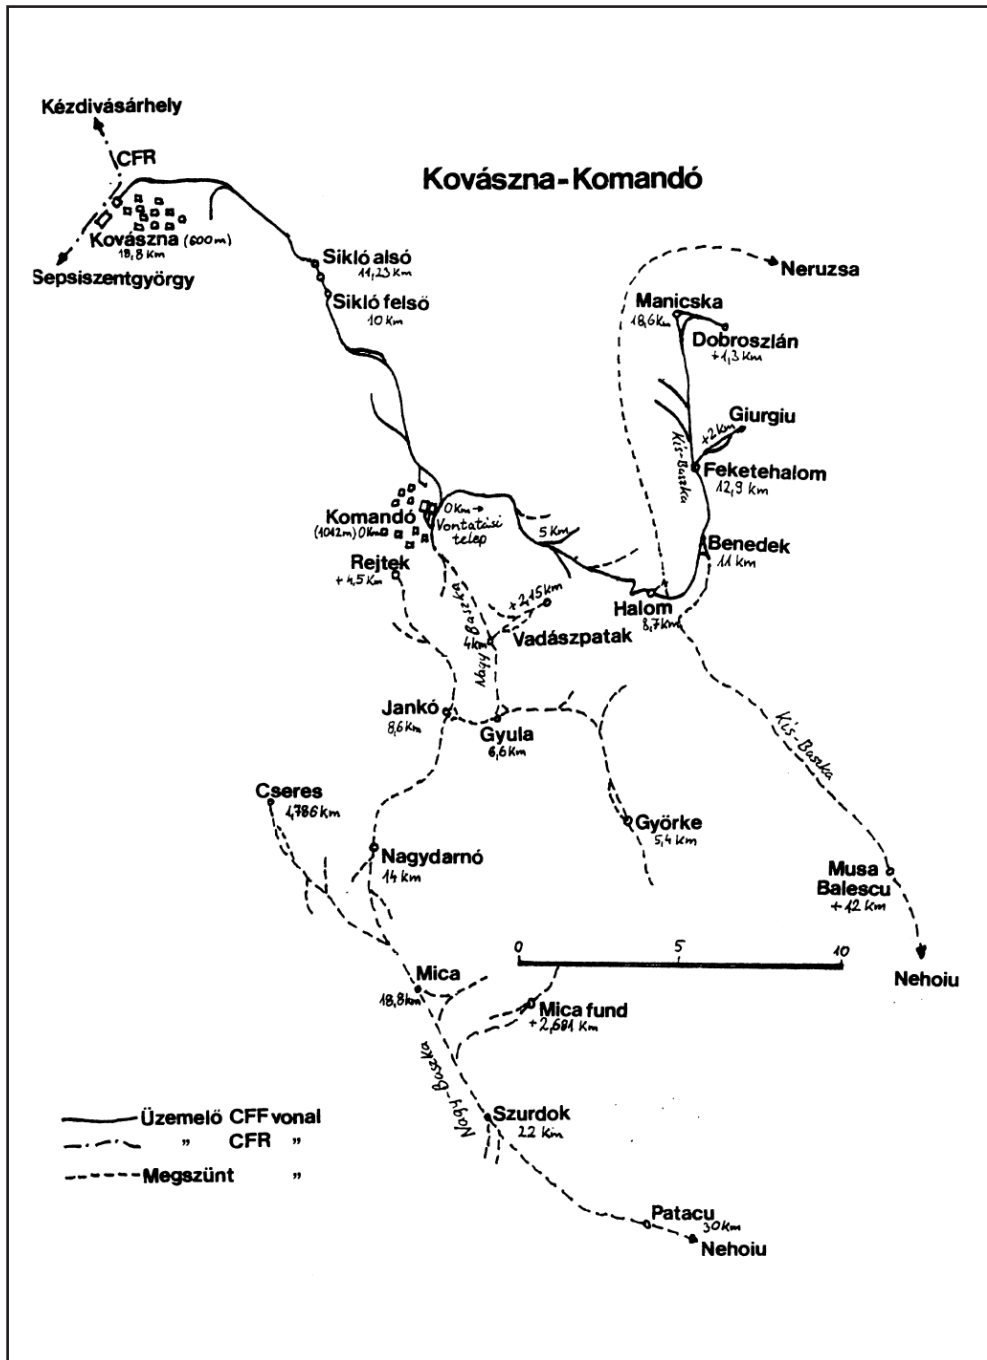 Kézdivásárhely
CFR
Kovászna-Komandó
Kovászna (600m)
18,8 Km
Sepsiszentgyörgy
Sikló alsó
11,23 Km
Sikló felső
10 Km
Neruzsa
Manicska
18,6 Km
Dobroszlán
+1,3 Km
Giurgiu
+2 Km
Kis-Baszka
Feketehalom
12,9 Km
Komandó
(1012m) 0 Km
0 Km →
Vontatási
telep
5 Km
Benedek
11 Km
Rejtek
+4,5 Km
Halom
8,7 Km
+2,15 Km
Vadászpatak
4 Km
Nagy Baszka
Jankó
8,6 Km
Gyula
6,6 Km
Kis-Baszka
Cseres
1,786 Km
Györke
5,4 Km
Nagydarnó
14 Km
Musa
Balescu
+12 Km
0 5 10
Nehoiu
Mica
18,8 Km
Mica fund
+2,681 Km
Nagy-Baszka
Szurdok
22 Km
Üzemelő CFF vonal
" CFR "
Megszünt "
Patacu
30 Km
Nehoiu